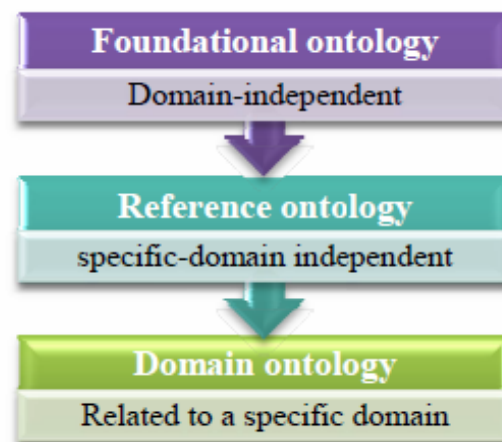 Foundational ontology
Domain-independent
Reference ontology
specific-domain independent
Domain ontology
Related to a specific domain